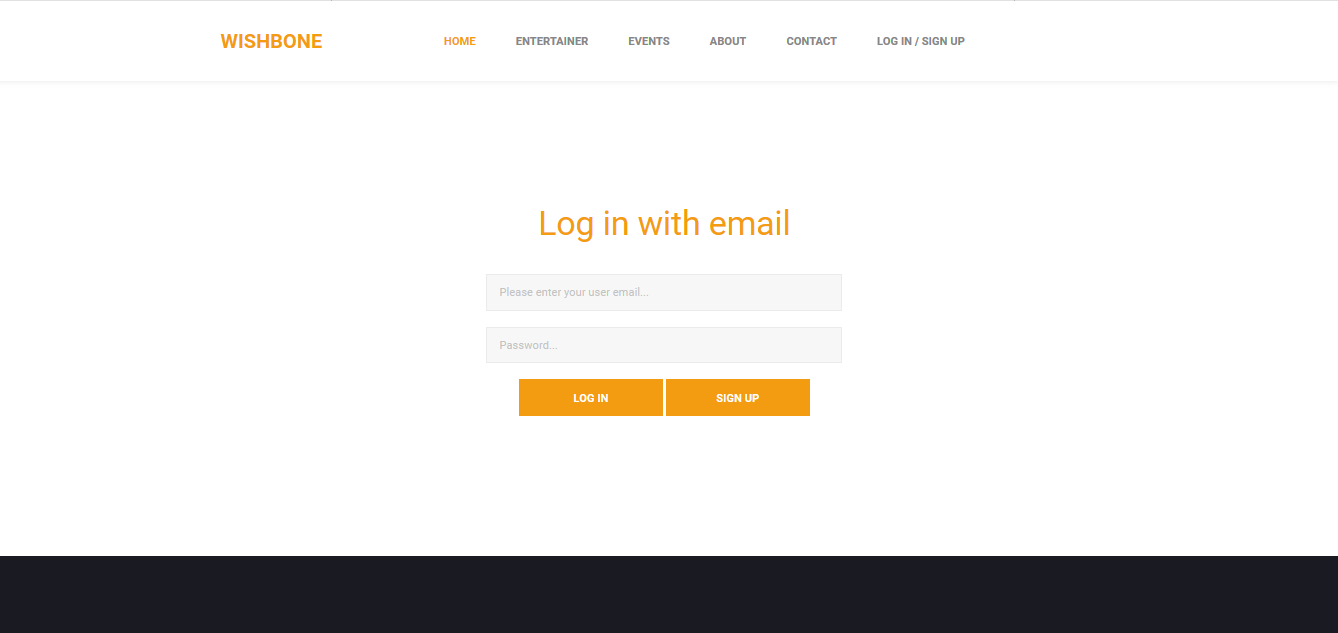 WISHBONE HOME ENTERTAINER EVENTS ABOUT CONTACT LOG IN / SIGN UP
Log in with email
Please enter your user email...
Password...
LOG IN SIGN UP